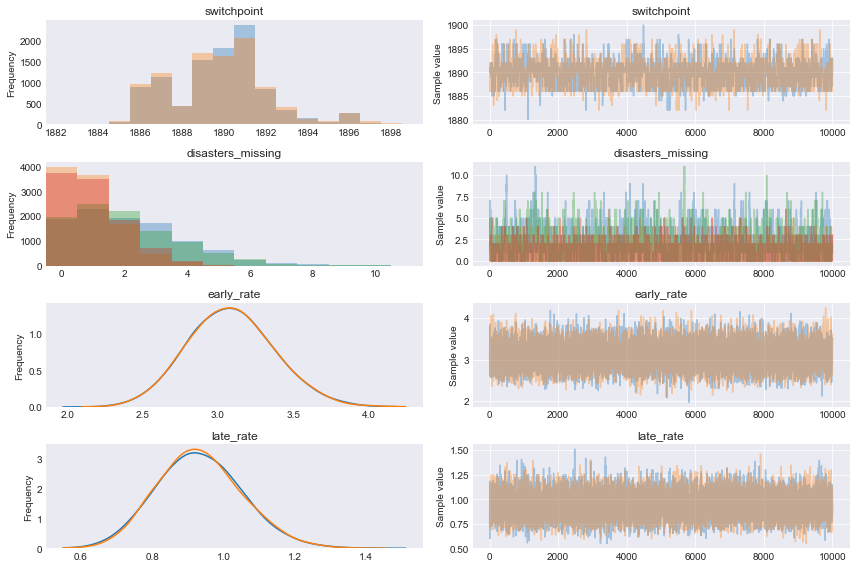 switchpoint
Frequency
2000
1500
1000
500
0
1882 1884 1886 1888 1890 1892 1894 1896 1898
switchpoint
Sample value
1900
1895
1890
1885
1880
0 2000 4000 6000 8000 10000
disasters_missing
Frequency
4000
3000
2000
1000
0
0 2 4 6 8 10
disasters_missing
Sample value
10.0
7.5
5.0
2.5
0.0
0 2000 4000 6000 8000 10000
early_rate
Frequency
1.0
0.5
0.0
2.0 2.5 3.0 3.5 4.0
early_rate
Sample value
4
3
2
0 2000 4000 6000 8000 10000
late_rate
Frequency
3
2
1
0
0.6 0.8 1.0 1.2 1.4
late_rate
Sample value
1.50
1.25
1.00
0.75
0.50
0 2000 4000 6000 8000 10000